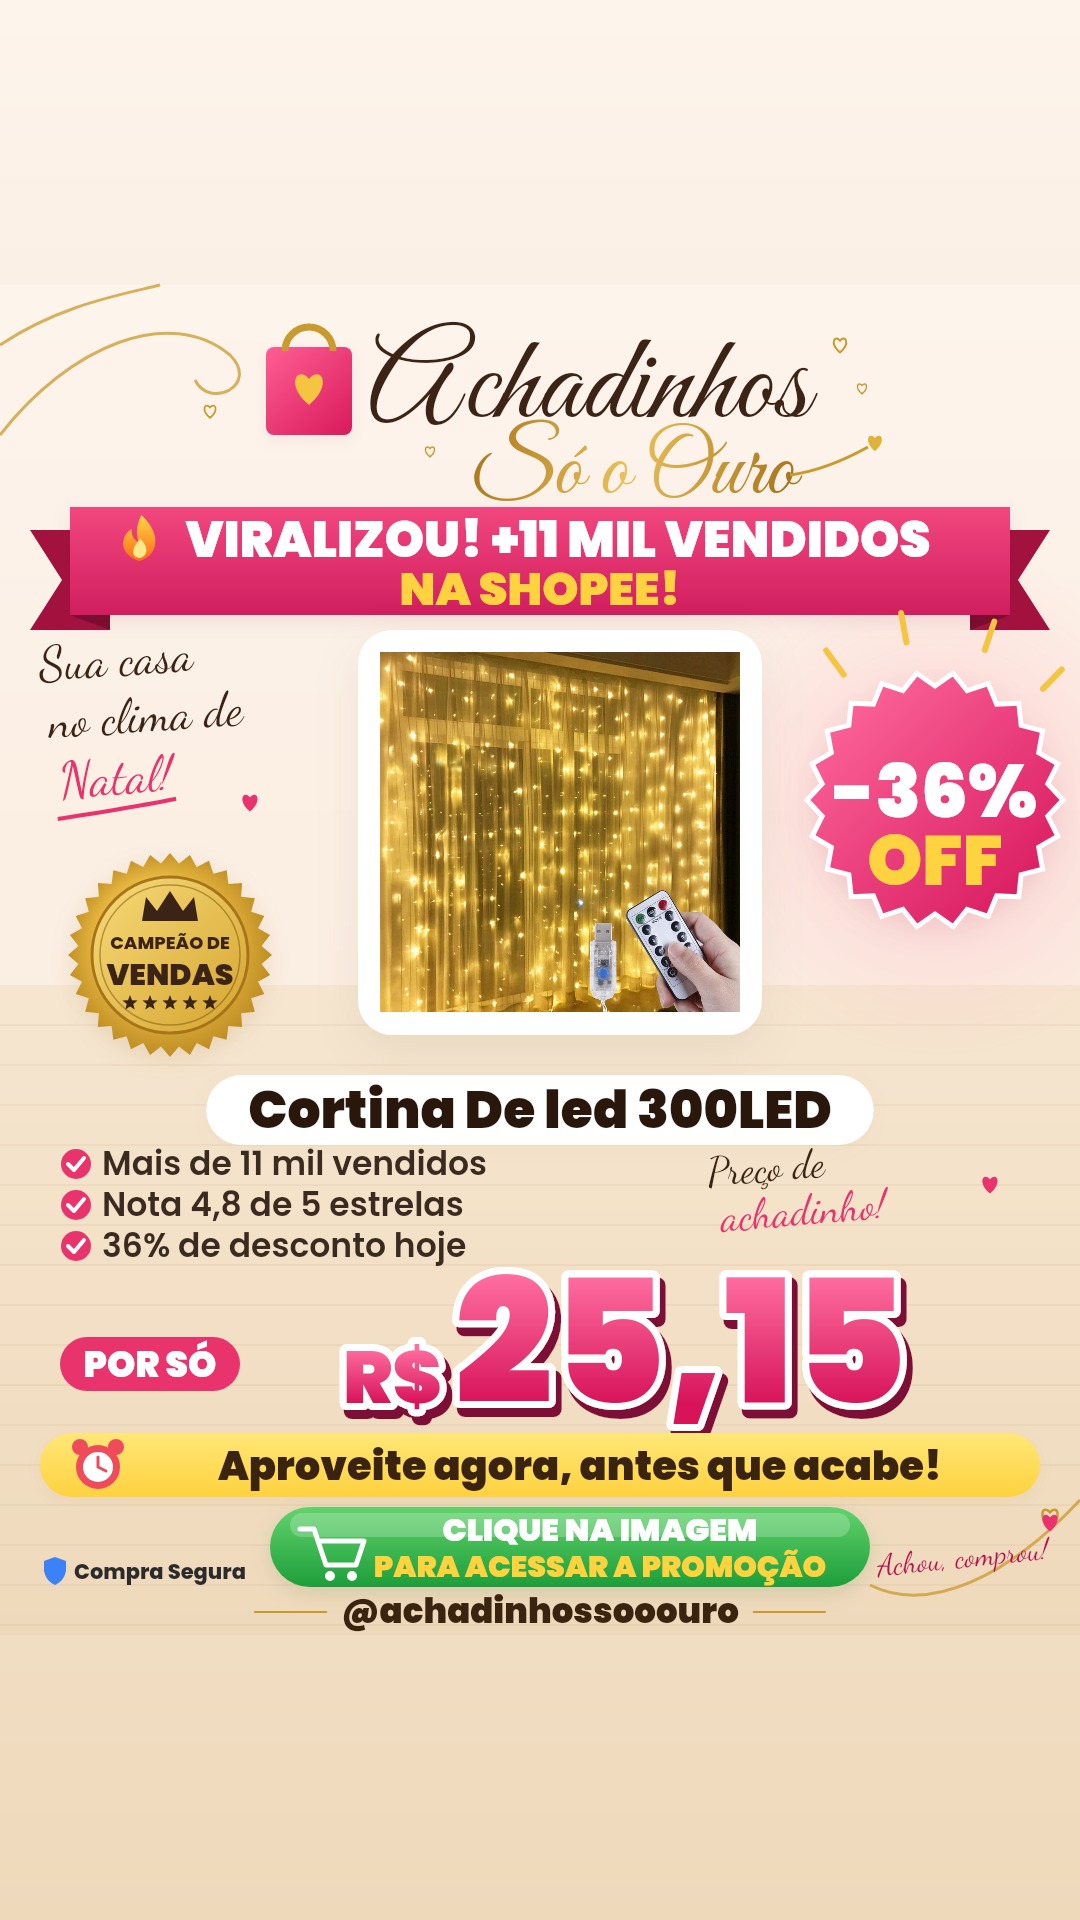 Achadinhos
Só o Ouro
VIRALIZOU! +11 MIL VENDIDOS
NA SHOPEE!
Sua casa
no clima de
Natal!
-36%
OFF
CAMPEÃO DE
VENDAS
Cortina De led 300LED
Mais de 11 mil vendidos
Nota 4,8 de 5 estrelas
36% de desconto hoje
Preço de
achadinho!
POR SÓ
R$ 25,15
Aproveite agora, antes que acabe!
CLIQUE NA IMAGEM
PARA ACESSAR A PROMOÇÃO
Compra Segura
Achou, comprou!
@achadinhossooouro